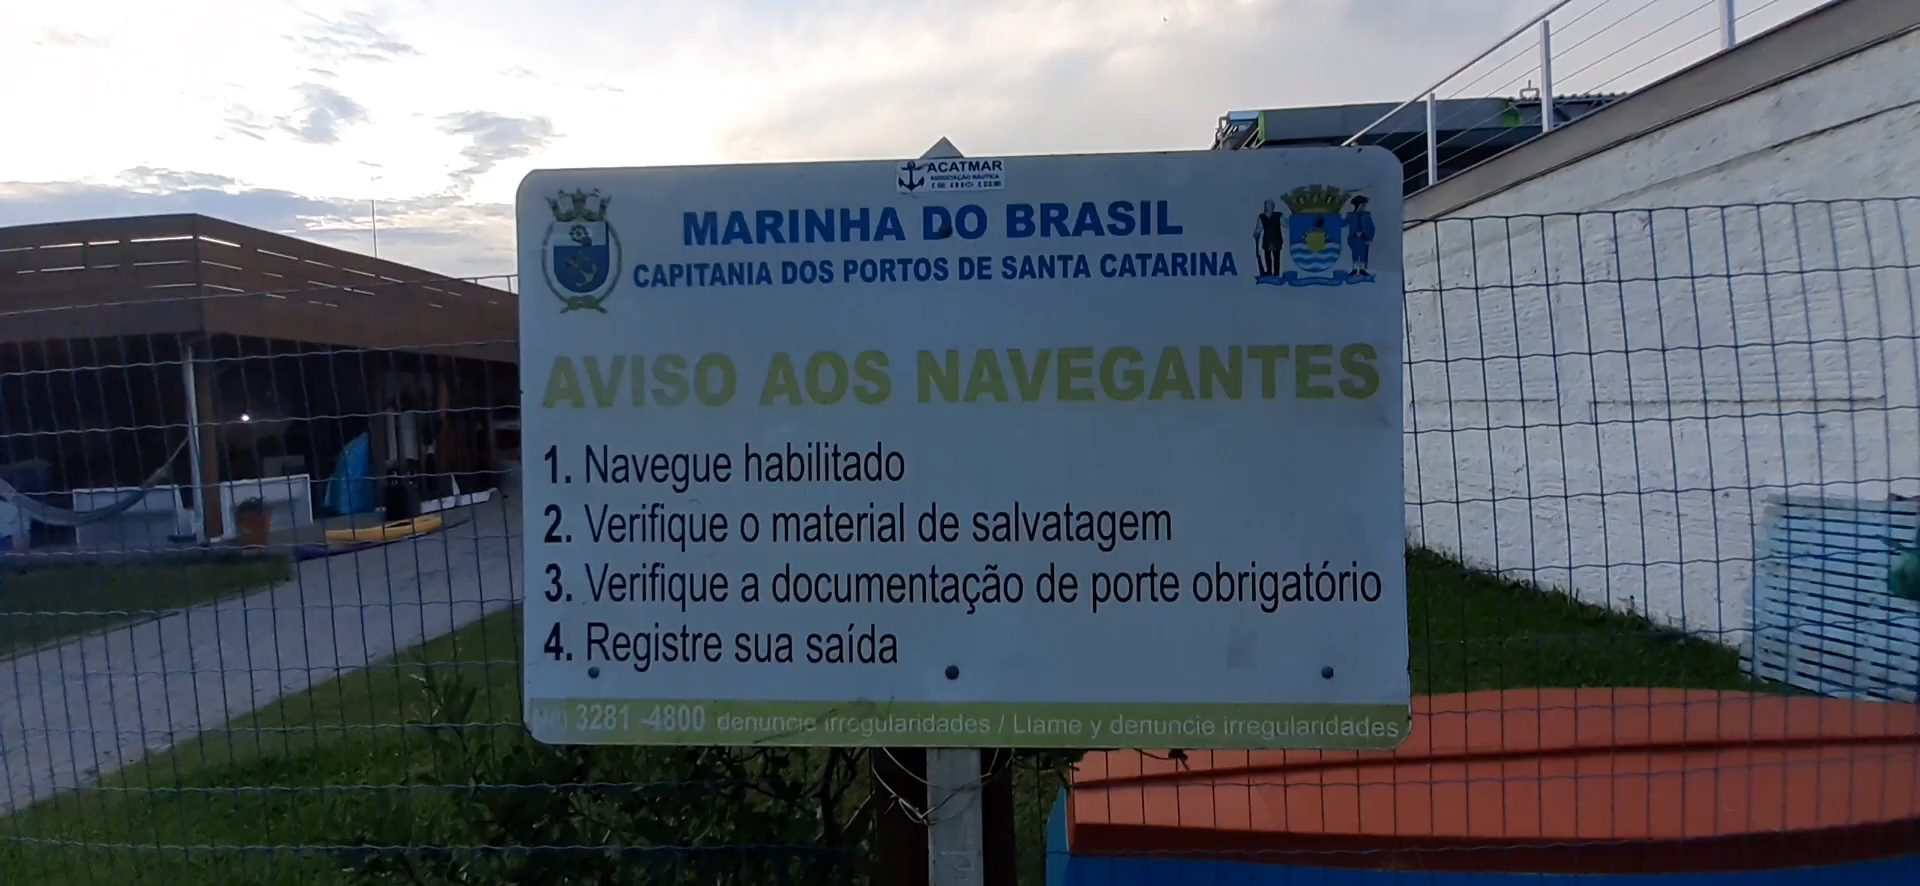 ACATMAR
ASSOCIAÇÃO NÁUTICA
MARINHA DO BRASIL
CAPITANIA DOS PORTOS DE SANTA CATARINA
AVISO AOS NAVEGANTES
1. Navegue habilitado
2. Verifique o material de salvatagem
3. Verifique a documentação de porte obrigatório
4. Registre sua saída
(48) 3281-4800 denuncie irregularidades / Llame y denuncie irregularidades